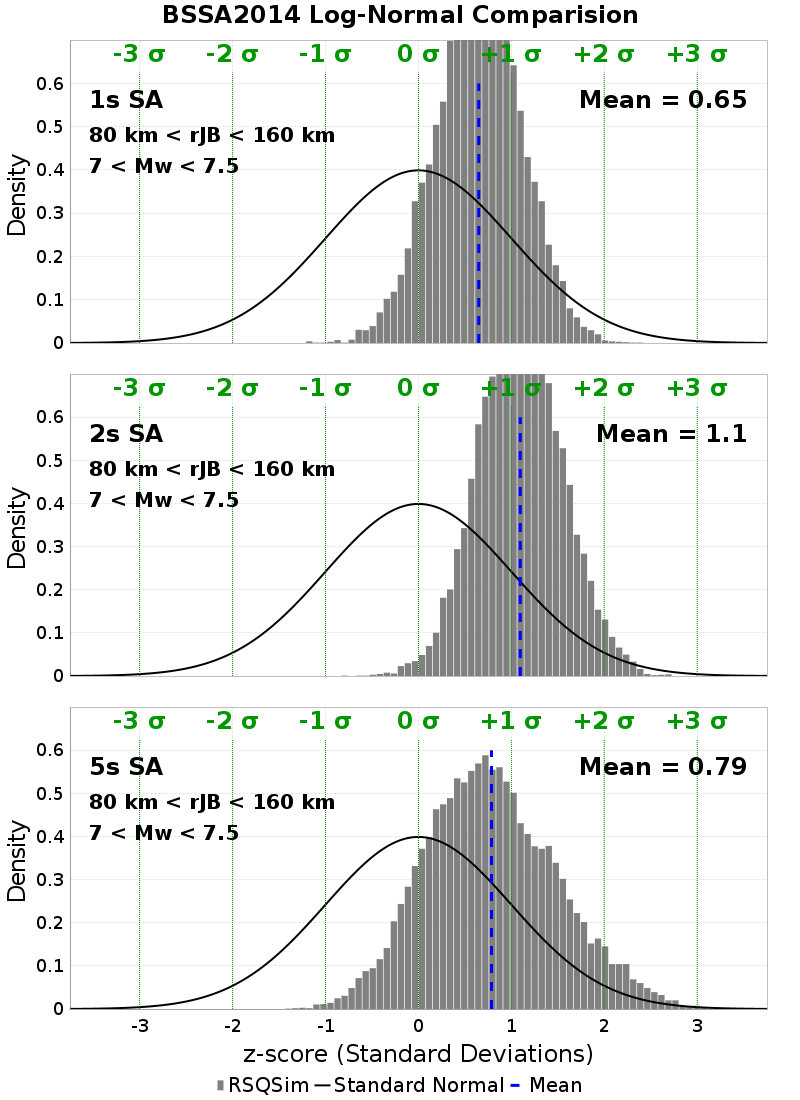 BSSA2014 Log-Normal Comparision
-3 σ -2 σ -1 σ 0 σ +1 σ +2 σ +3 σ
1s SA Mean = 0.65
80 km < rJB < 160 km
7 < Mw < 7.5
Density
0.6
0.5
0.4
0.3
0.2
0.1
0
-3 σ -2 σ -1 σ 0 σ +1 σ +2 σ +3 σ
2s SA Mean = 1.1
80 km < rJB < 160 km
7 < Mw < 7.5
Density
0.6
0.5
0.4
0.3
0.2
0.1
0
-3 σ -2 σ -1 σ 0 σ +1 σ +2 σ +3 σ
5s SA Mean = 0.79
80 km < rJB < 160 km
7 < Mw < 7.5
Density
0.6
0.5
0.4
0.3
0.2
0.1
0
-3 -2 -1 0 1 2 3
z-score (Standard Deviations)
RSQSim Standard Normal Mean